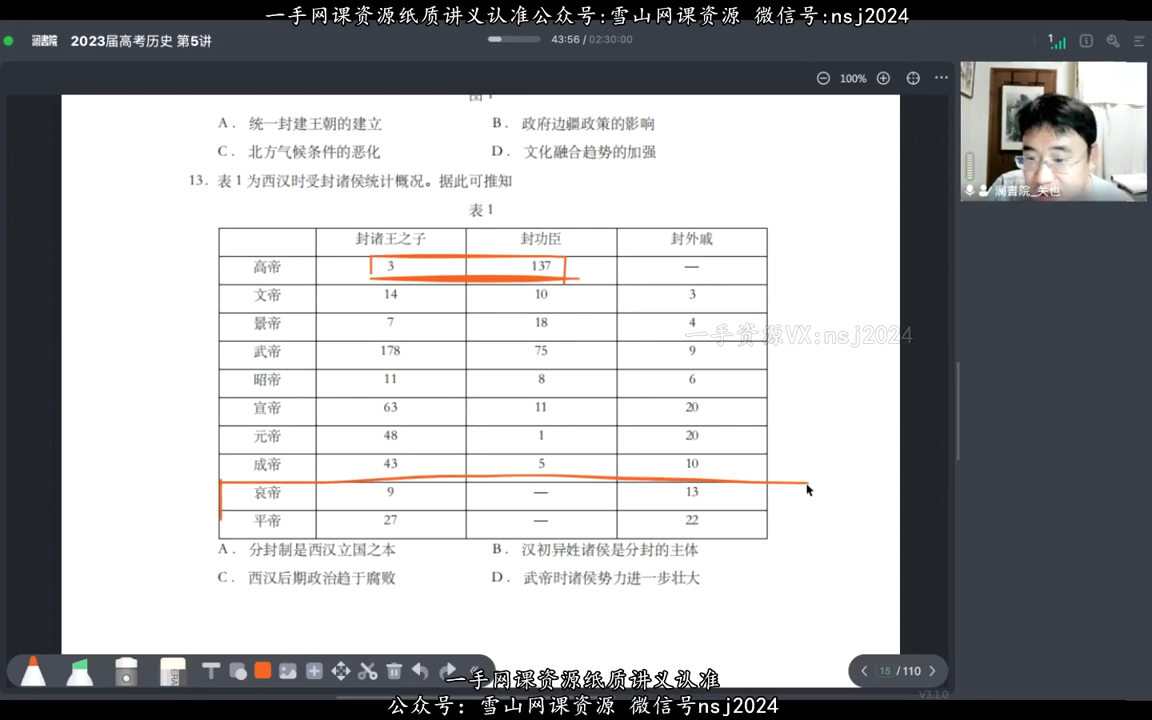 一手网课资源纸质讲义认准公众号:雪山网课资源 微信号:nsj2024
2023届高考历史 第5讲
43:56 / 02:30:00
1
100%
A. 统一封建王朝的建立
B. 政府边疆政策的影响
C. 北方气候条件的恶化
D. 文化融合趋势的加强
13. 表1为西汉时受封诸侯统计概况。据此可推知
表1
封诸王之子 封功臣 封外戚
高帝 3 137 —
文帝 14 10 3
景帝 7 18 4
一手资源VX:nsj2024
武帝 178 75 9
昭帝 11 8 6
宣帝 63 11 20
元帝 48 1 20
成帝 43 5 10
哀帝 9 — 13
平帝 27 — 22
A. 分封制是西汉立国之本
B. 汉初异姓诸侯是分封的主体
C. 西汉后期政治趋于腐败
D. 武帝时诸侯势力进一步壮大
澜書院_关也
15 / 110
V3.1.0
一手网课资源纸质讲义认准
公众号: 雪山网课资源 微信号nsj2024